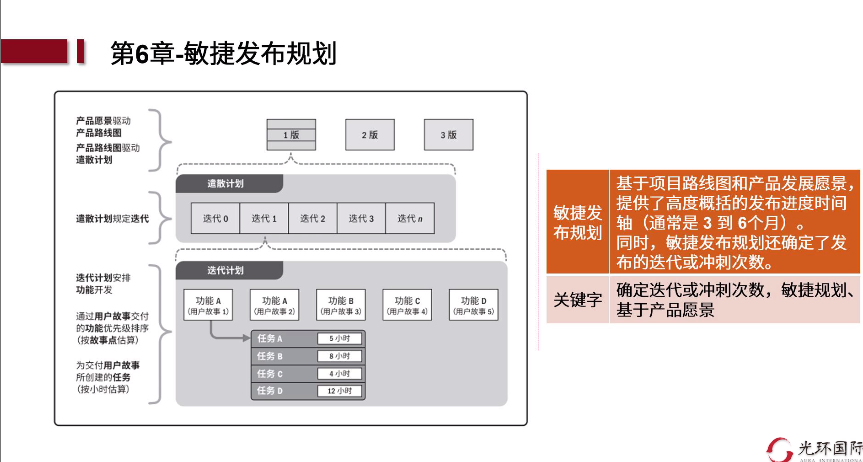 第6章-敏捷发布规划
产品愿景驱动
产品路线图
产品路线图驱动
遣散计划
1 版
2 版
3 版
遣散计划
遣散计划规定迭代
迭代 0
迭代 1
迭代 2
迭代 3
迭代 n
迭代计划安排
功能开发
迭代计划
功能 A
(用户故事 1)
功能 A
(用户故事 2)
功能 B
(用户故事 3)
功能 C
(用户故事 4)
功能 D
(用户故事 5)
通过用户故事交付
的功能优先级排序
(按故事点估算)
任务 A
5 小时
任务 B
8 小时
任务 C
4 小时
任务 D
12 小时
为交付用户故事
所创建的任务
(按小时估算)
敏捷发
布规划
基于项目路线图和产品发展愿景，
提供了高度概括的发布进度时间
轴（通常是 3 到 6个月）。
同时，敏捷发布规划还确定了发
布的迭代或冲刺次数。
关键字
确定迭代或冲刺次数，敏捷规划、
基于产品愿景
光环国际